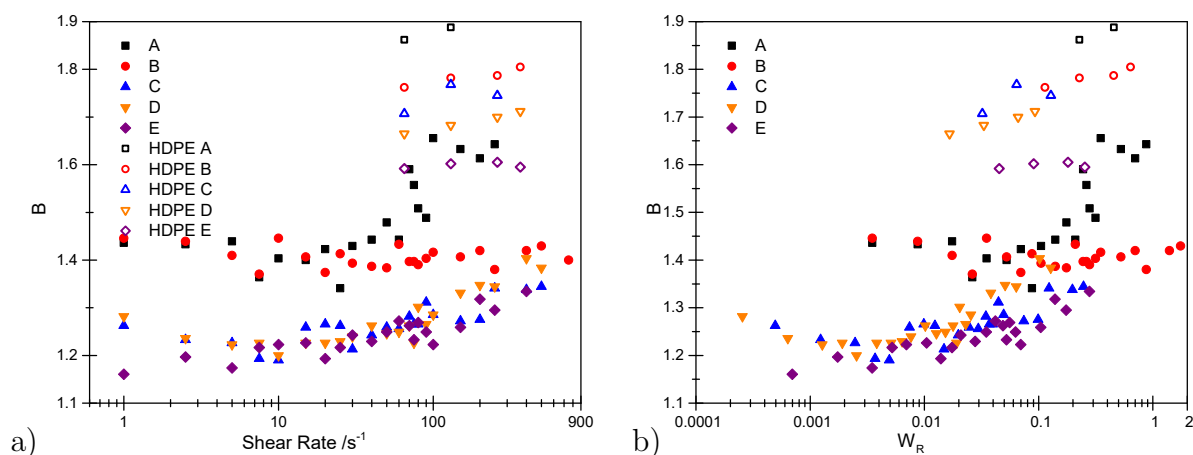 1.9
1.8
1.7
1.6
1.5
1.4
1.3
1.2
1.1
B
A
B
C
D
E
HDPE A
HDPE B
HDPE C
HDPE D
HDPE E
1 10 100 900
Shear Rate /s⁻¹
a)
1.9
1.8
1.7
1.6
1.5
1.4
1.3
1.2
1.1
B
A
B
C
D
E
0.0001 0.001 0.01 0.1 1 2
W_R
b)